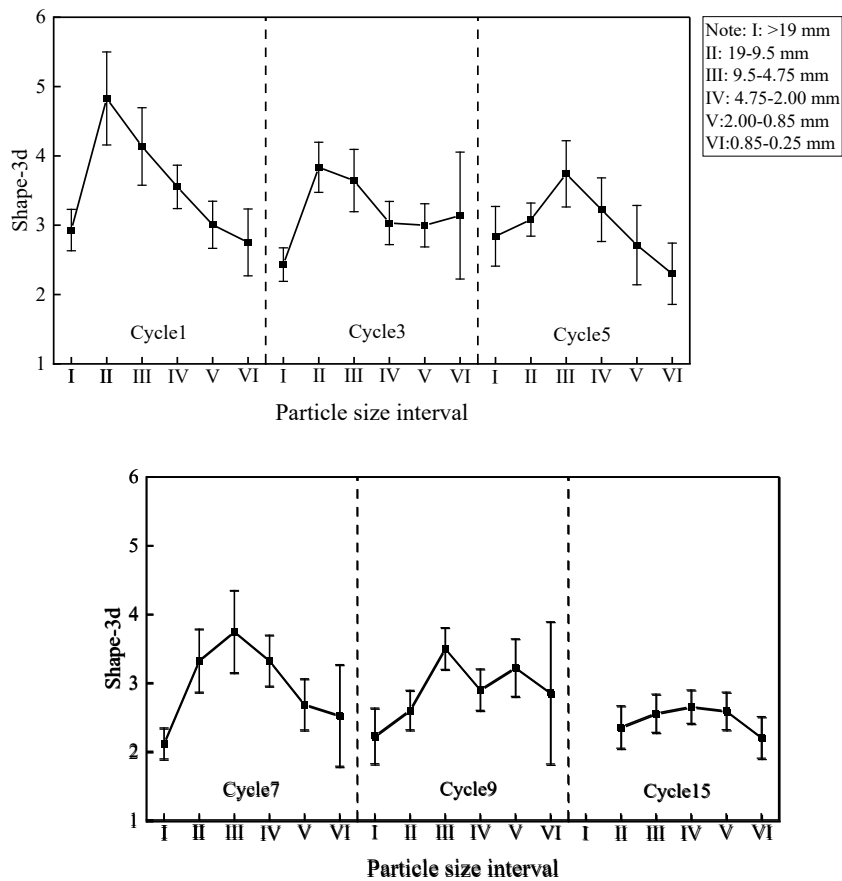 6
5
4
3
2
1
Shape-3d
Cycle1
Cycle3
Cycle5
I II III IV V VI I II III IV V VI I II III IV V VI
Particle size interval
Note: I: >19 mm
II: 19-9.5 mm
III: 9.5-4.75 mm
IV: 4.75-2.00 mm
V:2.00-0.85 mm
VI:0.85-0.25 mm
6
5
4
3
2
1
Shape-3d
Cycle7
Cycle9
Cycle15
I II III IV V VI I II III IV V VI I II III IV V VI
Particle size interval